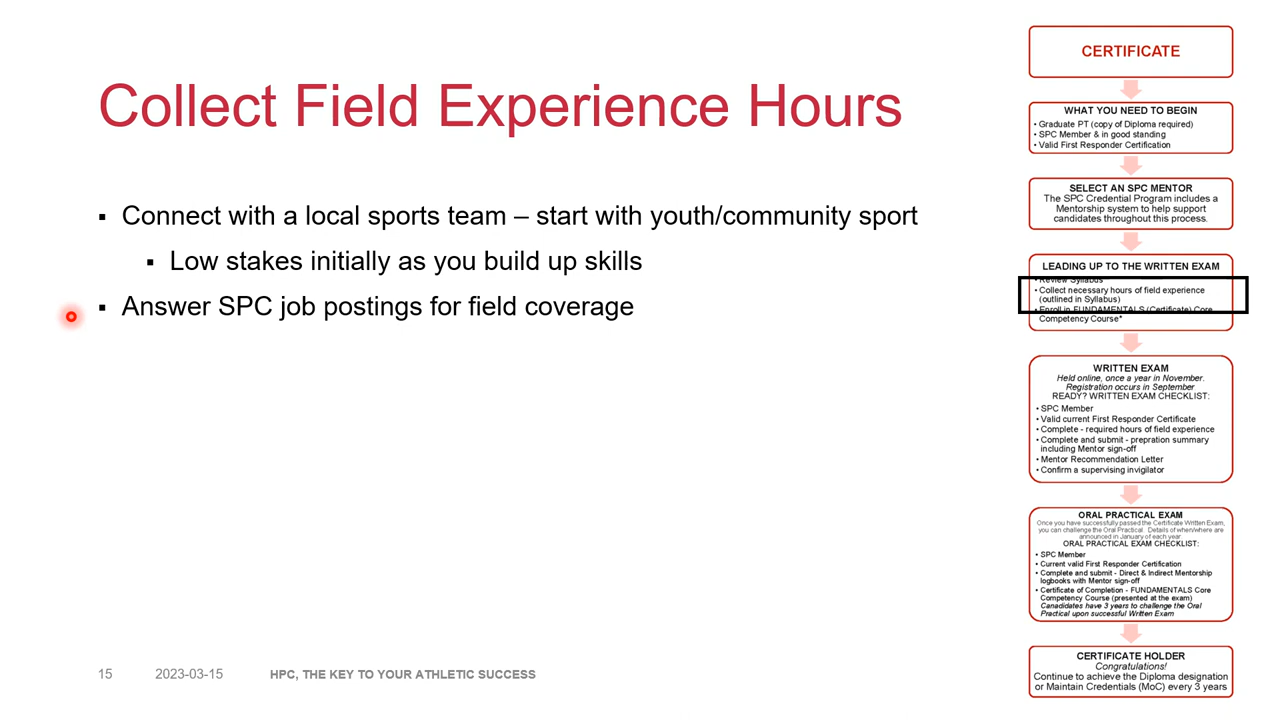 Collect Field Experience Hours
▪ Connect with a local sports team – start with youth/community sport
▪ Low stakes initially as you build up skills
▪ Answer SPC job postings for field coverage
15 2023-03-15 HPC, THE KEY TO YOUR ATHLETIC SUCCESS
CERTIFICATE
WHAT YOU NEED TO BEGIN
• Graduate PT (copy of Diploma required)
• SPC Member & in good standing
• Valid First Responder Certification
SELECT AN SPC MENTOR
The SPC Credential Program includes a
Mentorship system to help support
candidates throughout this process.
LEADING UP TO THE WRITTEN EXAM
• Review Syllabus
• Collect necessary hours of field experience
(outlined in Syllabus)
• Enroll in FUNDAMENTALS (Certificate) Core
Competency Course*
WRITTEN EXAM
Held online, once a year in November.
Registration occurs in September
READY? WRITTEN EXAM CHECKLIST:
• SPC Member
• Valid current First Responder Certificate
• Complete - required hours of field experience
• Complete and submit - prepration summary
including Mentor sign-off
• Mentor Recommendation Letter
• Confirm a supervising invigilator
ORAL PRACTICAL EXAM
Once you have successfully passed the Certificate Written Exam,
you can challenge the Oral Practical. Details of when/where are
announced in January of each year.
ORAL PRACTICAL EXAM CHECKLIST:
• SPC Member
• Current valid First Responder Certification
• Complete and submit - Direct & Indirect Mentorship
logbooks with Mentor sign-off
• Certificate of Completion - FUNDAMENTALS Core
Competency Course (presented at the exam)
Canadidates have 3 years to challenge the Oral
Practical upon successful Written Exam
CERTIFICATE HOLDER
Congratulations!
Continue to achieve the Diploma designation
or Maintain Credentials (MoC) every 3 years